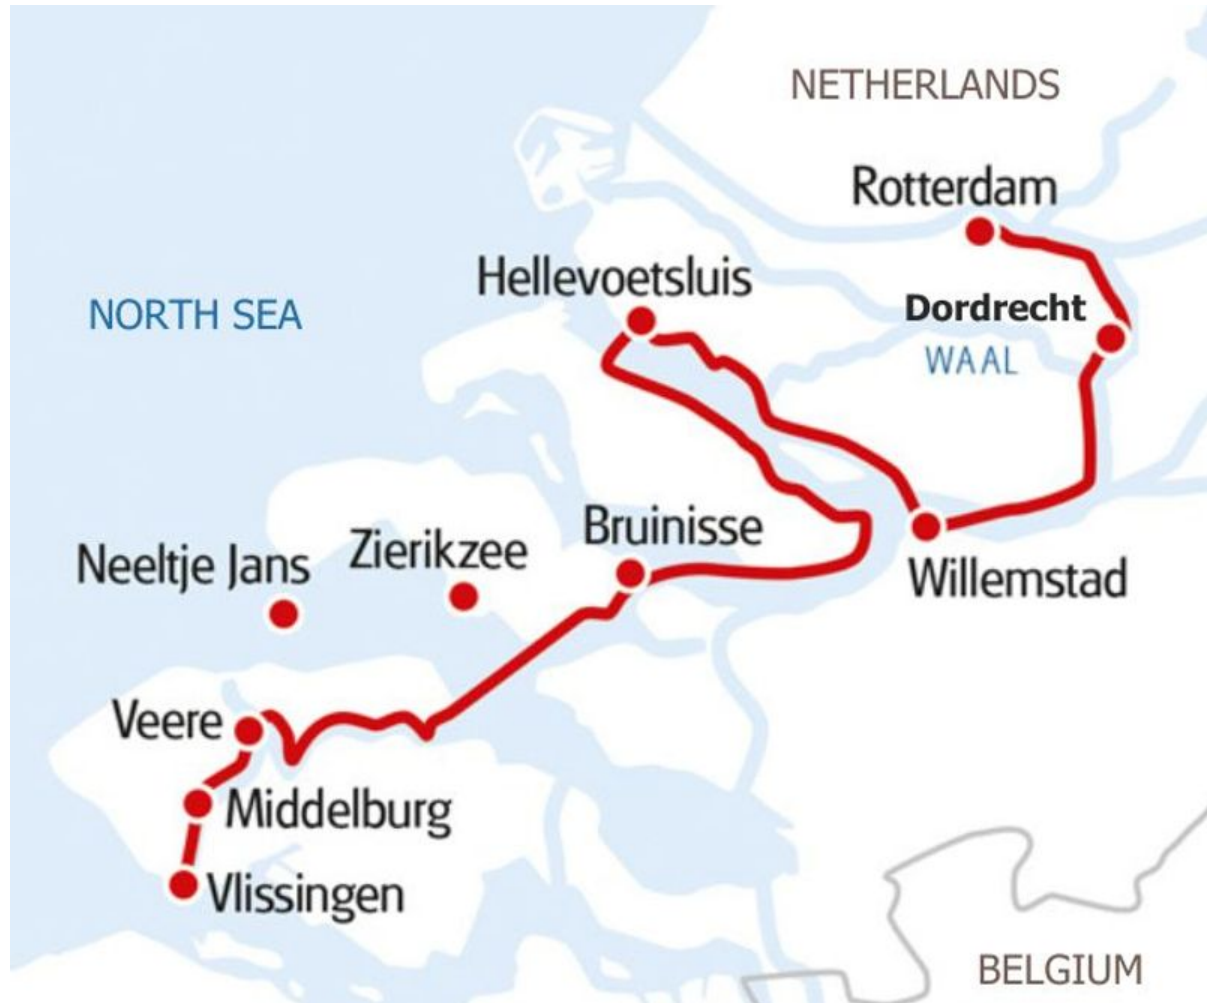 NETHERLANDS
Rotterdam
Hellevoetsluis
NORTH SEA
Dordrecht
WAAL
Bruinisse
Zierikzee
Neeltje Jans
Willemstad
Veere
Middelburg
Vlissingen
BELGIUM